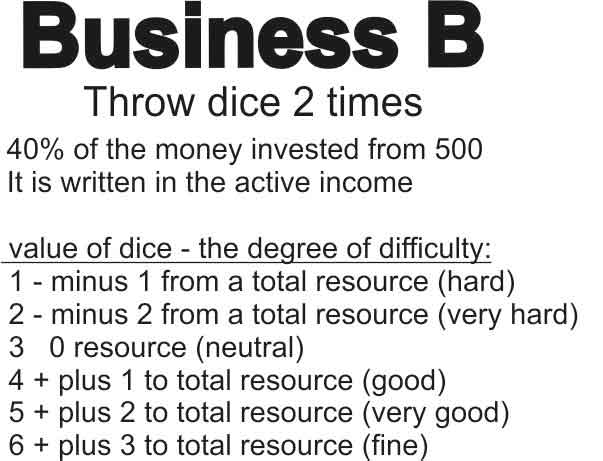 Business B
Throw dice 2 times
40% of the money invested from 500
It is written in the active income
value of dice - the degree of difficulty:
1 - minus 1 from a total resource (hard)
2 - minus 2 from a total resource (very hard)
3 0 resource (neutral)
4 + plus 1 to total resource (good)
5 + plus 2 to total resource (very good)
6 + plus 3 to total resource (fine)